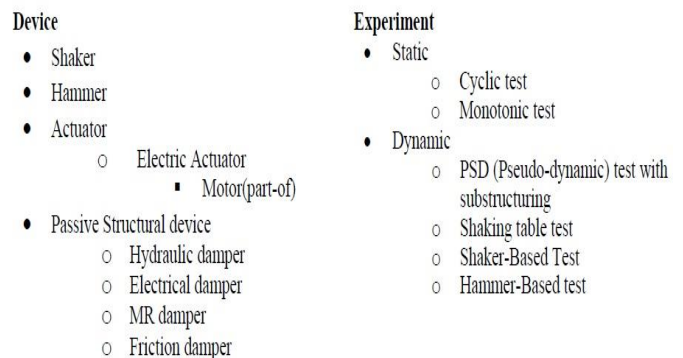 Device
• Shaker
• Hammer
• Actuator
o Electric Actuator
▪ Motor(part-of)
• Passive Structural device
o Hydraulic damper
o Electrical damper
o MR damper
o Friction damper
Experiment
• Static
o Cyclic test
o Monotonic test
• Dynamic
o PSD (Pseudo-dynamic) test with
substructuring
o Shaking table test
o Shaker-Based Test
o Hammer-Based test